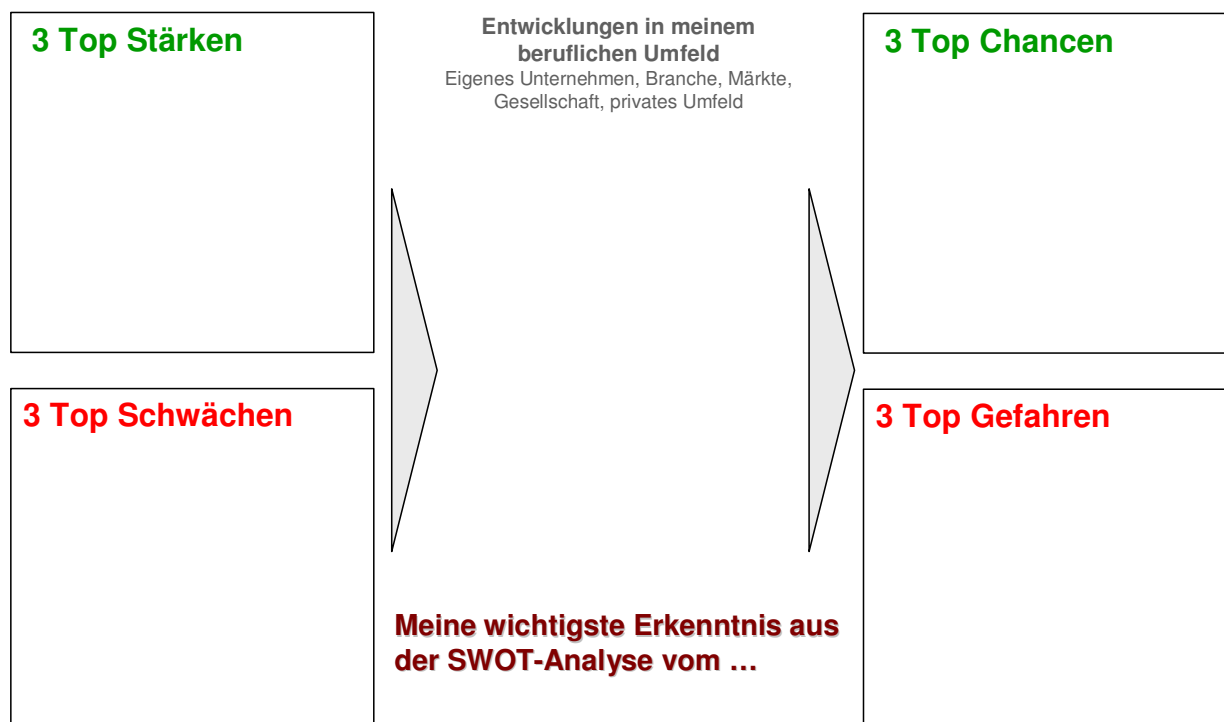 3 Top Stärken
Entwicklungen in meinem
beruflichen Umfeld
Eigenes Unternehmen, Branche, Märkte,
Gesellschaft, privates Umfeld
3 Top Chancen
3 Top Schwächen
3 Top Gefahren
Meine wichtigste Erkenntnis aus
der SWOT-Analyse vom …